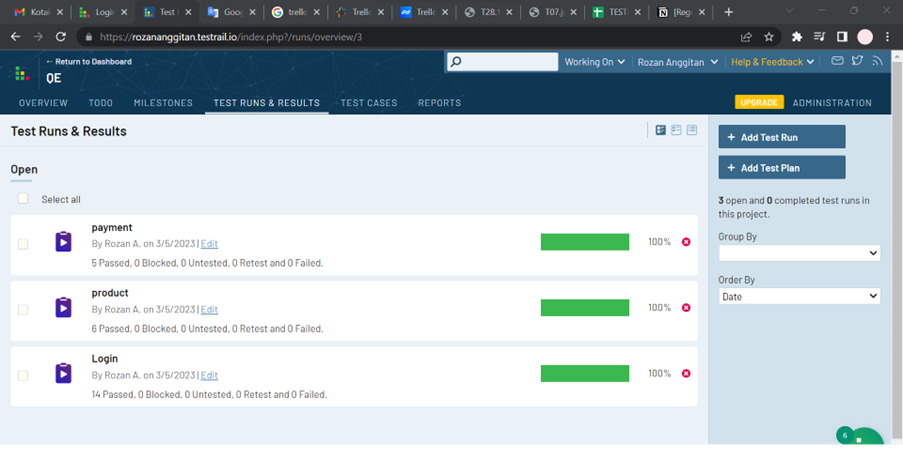 Kotal
Login
Test
Goo
trell
Trell
Trell
T28.
T07.j
TEST
[Reg
https://rozananggitan.testrail.io/index.php?/runs/overview/3
← Return to Dashboard
QE
Working On
Rozan Anggitan
Help & Feedback
OVERVIEW TODO MILESTONES TEST RUNS & RESULTS TEST CASES REPORTS
UPGRADE ADMINISTRATION
Test Runs & Results
Open
Select all
payment
By Rozan A. on 3/5/2023 | Edit
5 Passed, 0 Blocked, 0 Untested, 0 Retest and 0 Failed.
100%
product
By Rozan A. on 3/5/2023 | Edit
6 Passed, 0 Blocked, 0 Untested, 0 Retest and 0 Failed.
100%
Login
By Rozan A. on 3/5/2023 | Edit
14 Passed, 0 Blocked, 0 Untested, 0 Retest and 0 Failed.
100%
+ Add Test Run
+ Add Test Plan
3 open and 0 completed test runs in
this project.
Group By
Order By
Date
6